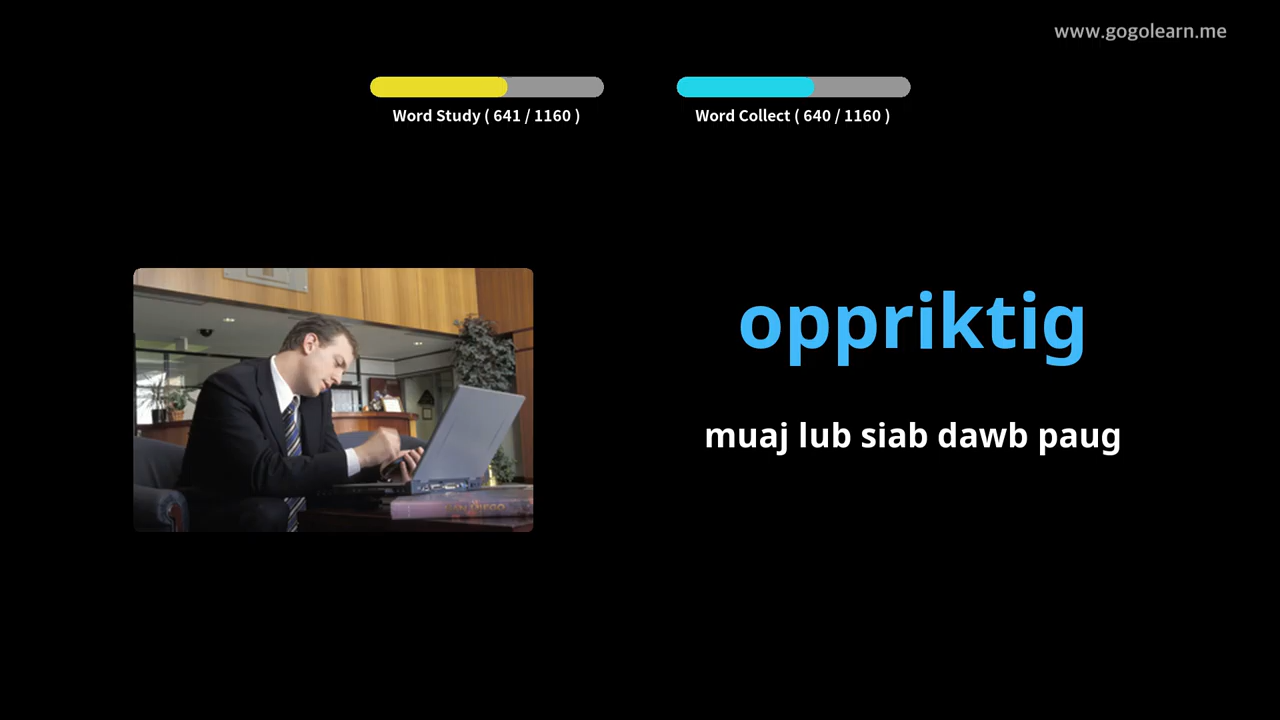 www.gogolearn.me
Word Study ( 641 / 1160 )
Word Collect ( 640 / 1160 )
oppriktig
muaj lub siab dawb paug